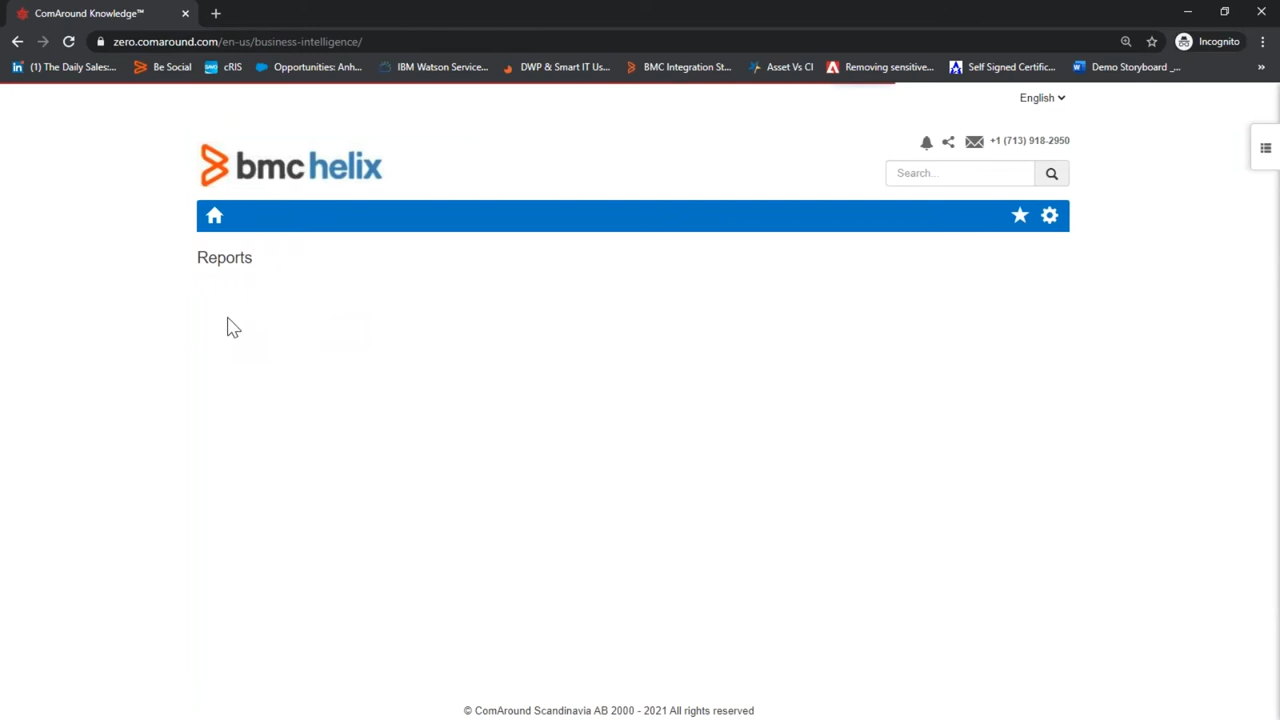 ComAround Knowledge™
zero.comaround.com/en-us/business-intelligence/
Incognito
(1) The Daily Sales:...
Be Social
cRIS
Opportunities: Anh...
IBM Watson Service...
DWP & Smart IT Us...
BMC Integration St...
Asset Vs CI
Removing sensitive...
Self Signed Certific...
Demo Storyboard _...
English
bmc helix
+1 (713) 918-2950
Search...
Reports
© ComAround Scandinavia AB 2000 - 2021 All rights reserved